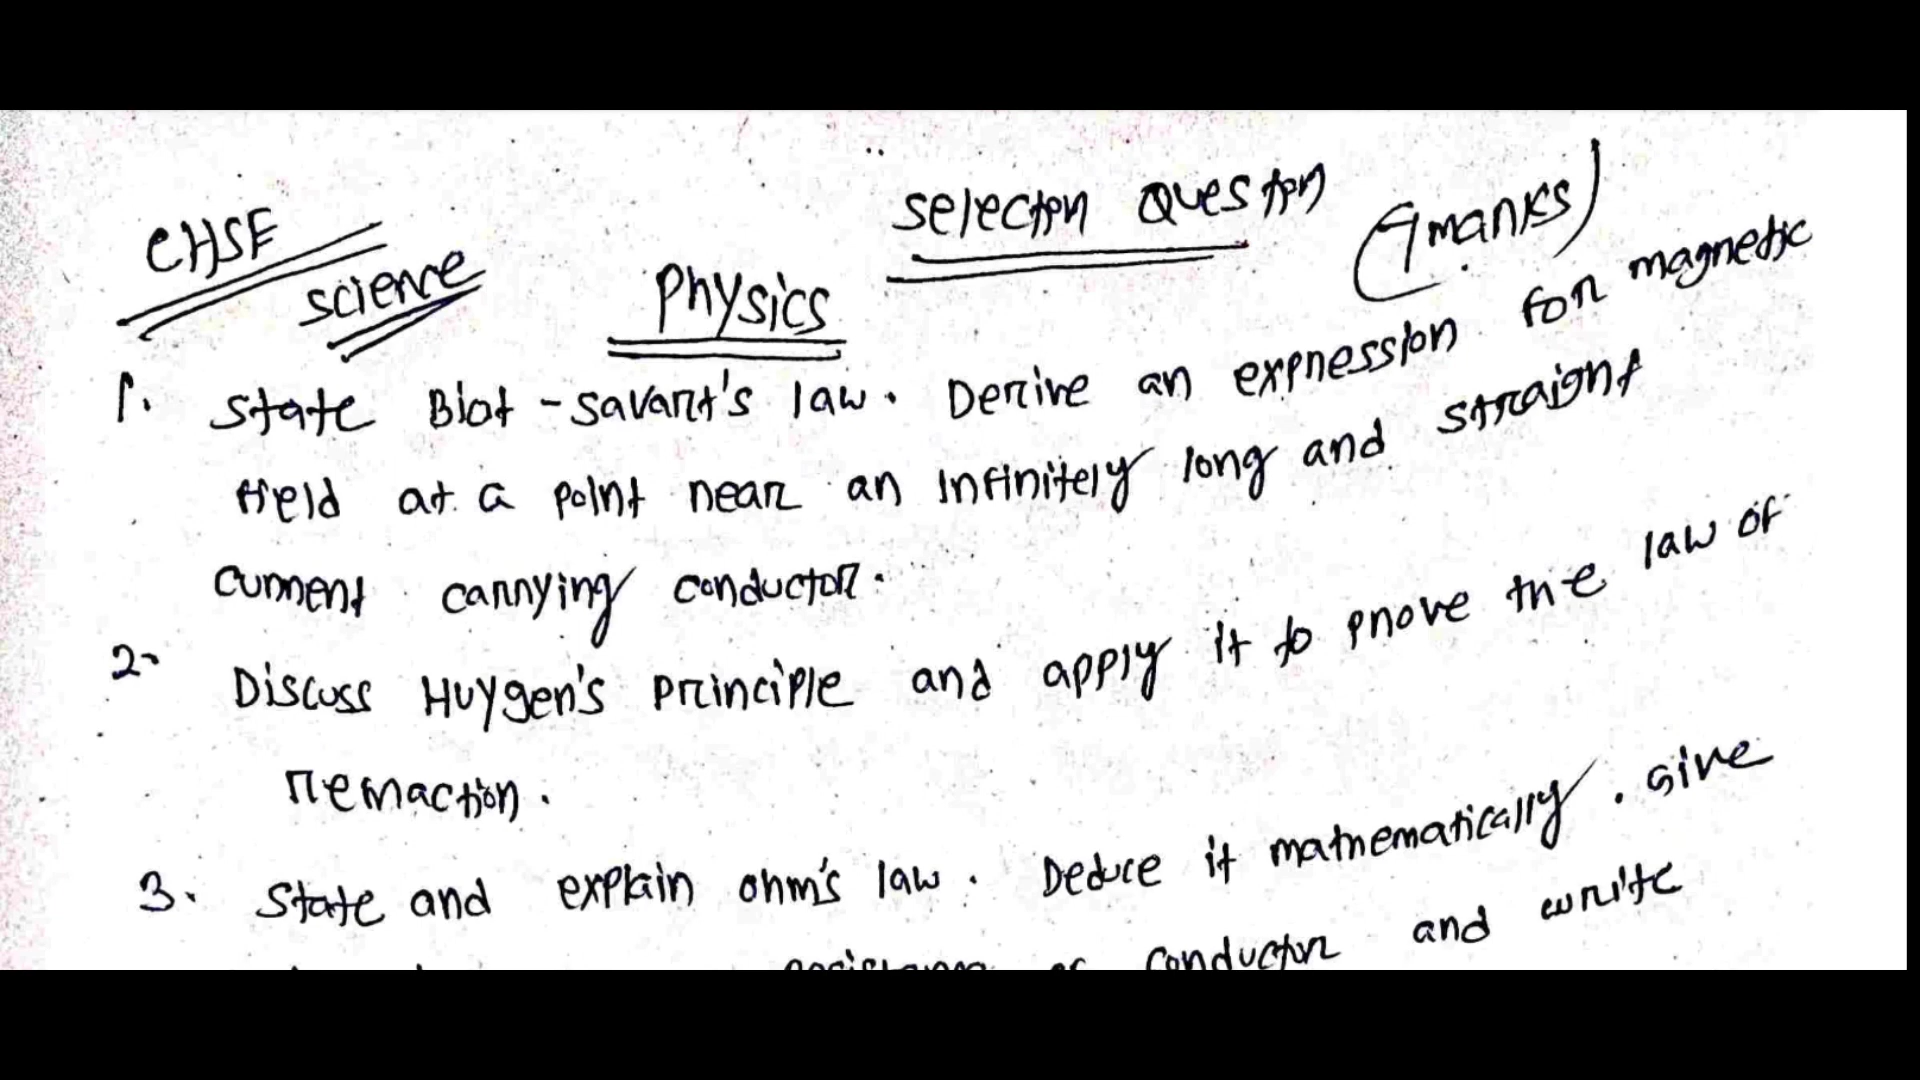 CHSE
science
Physics
selection Question
(7 marks)
1. State Biot-savart's law. Derive an expression for magnetic
field at a point near an infinitely long and straight
current carrying conductor.
2. Discuss Huygen's principle and apply it to prove the law of
refraction.
3. State and explain ohm's law. Deduce it mathematically. Give
resistance of conductor and write